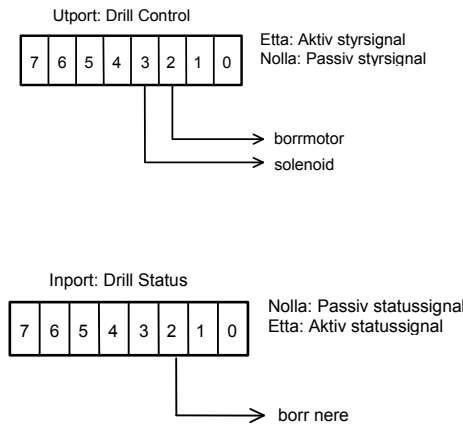 Utport: Drill Control
Etta: Aktiv styrsignal
Nolla: Passiv styrsignal
7 6 5 4 3 2 1 0
borrmotor
solenoid
Inport: Drill Status
Nolla: Passiv statussignal
Etta: Aktiv statussignal
7 6 5 4 3 2 1 0
borr nere